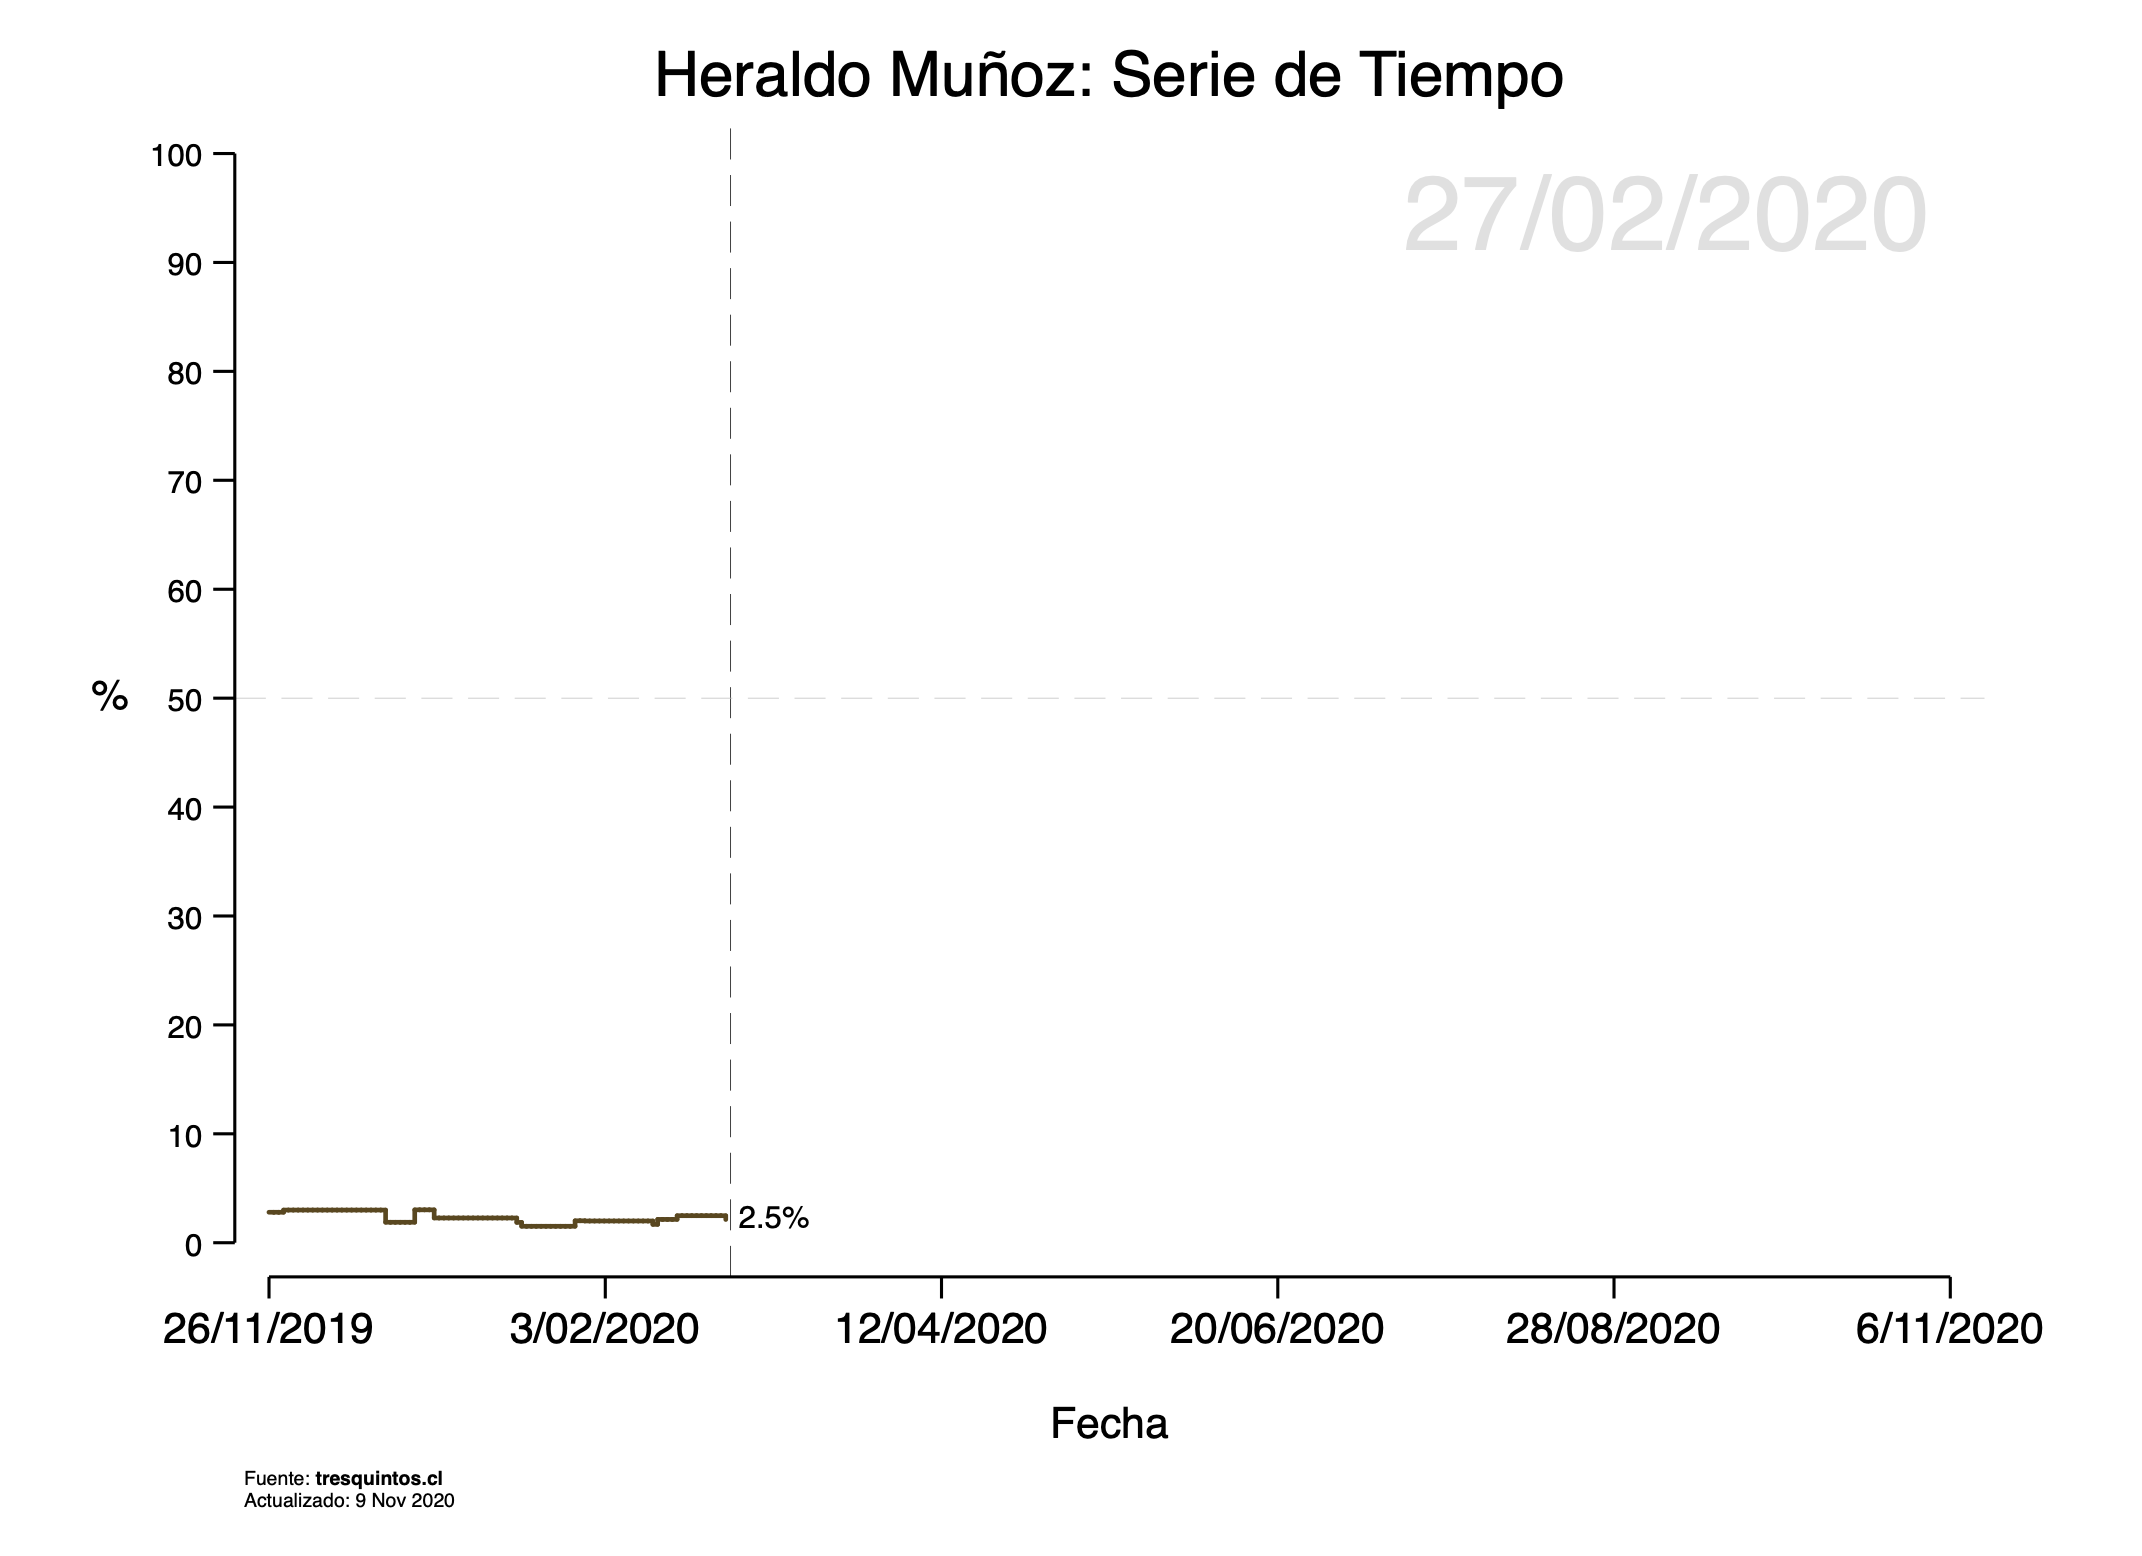 Heraldo Muñoz: Serie de Tiempo
27/02/2020
100
90
80
70
60
50
40
30
20
10
0
%
2.5%
26/11/2019 3/02/2020 12/04/2020 20/06/2020 28/08/2020 6/11/2020
Fecha
Fuente: tresquintos.cl
Actualizado: 9 Nov 2020